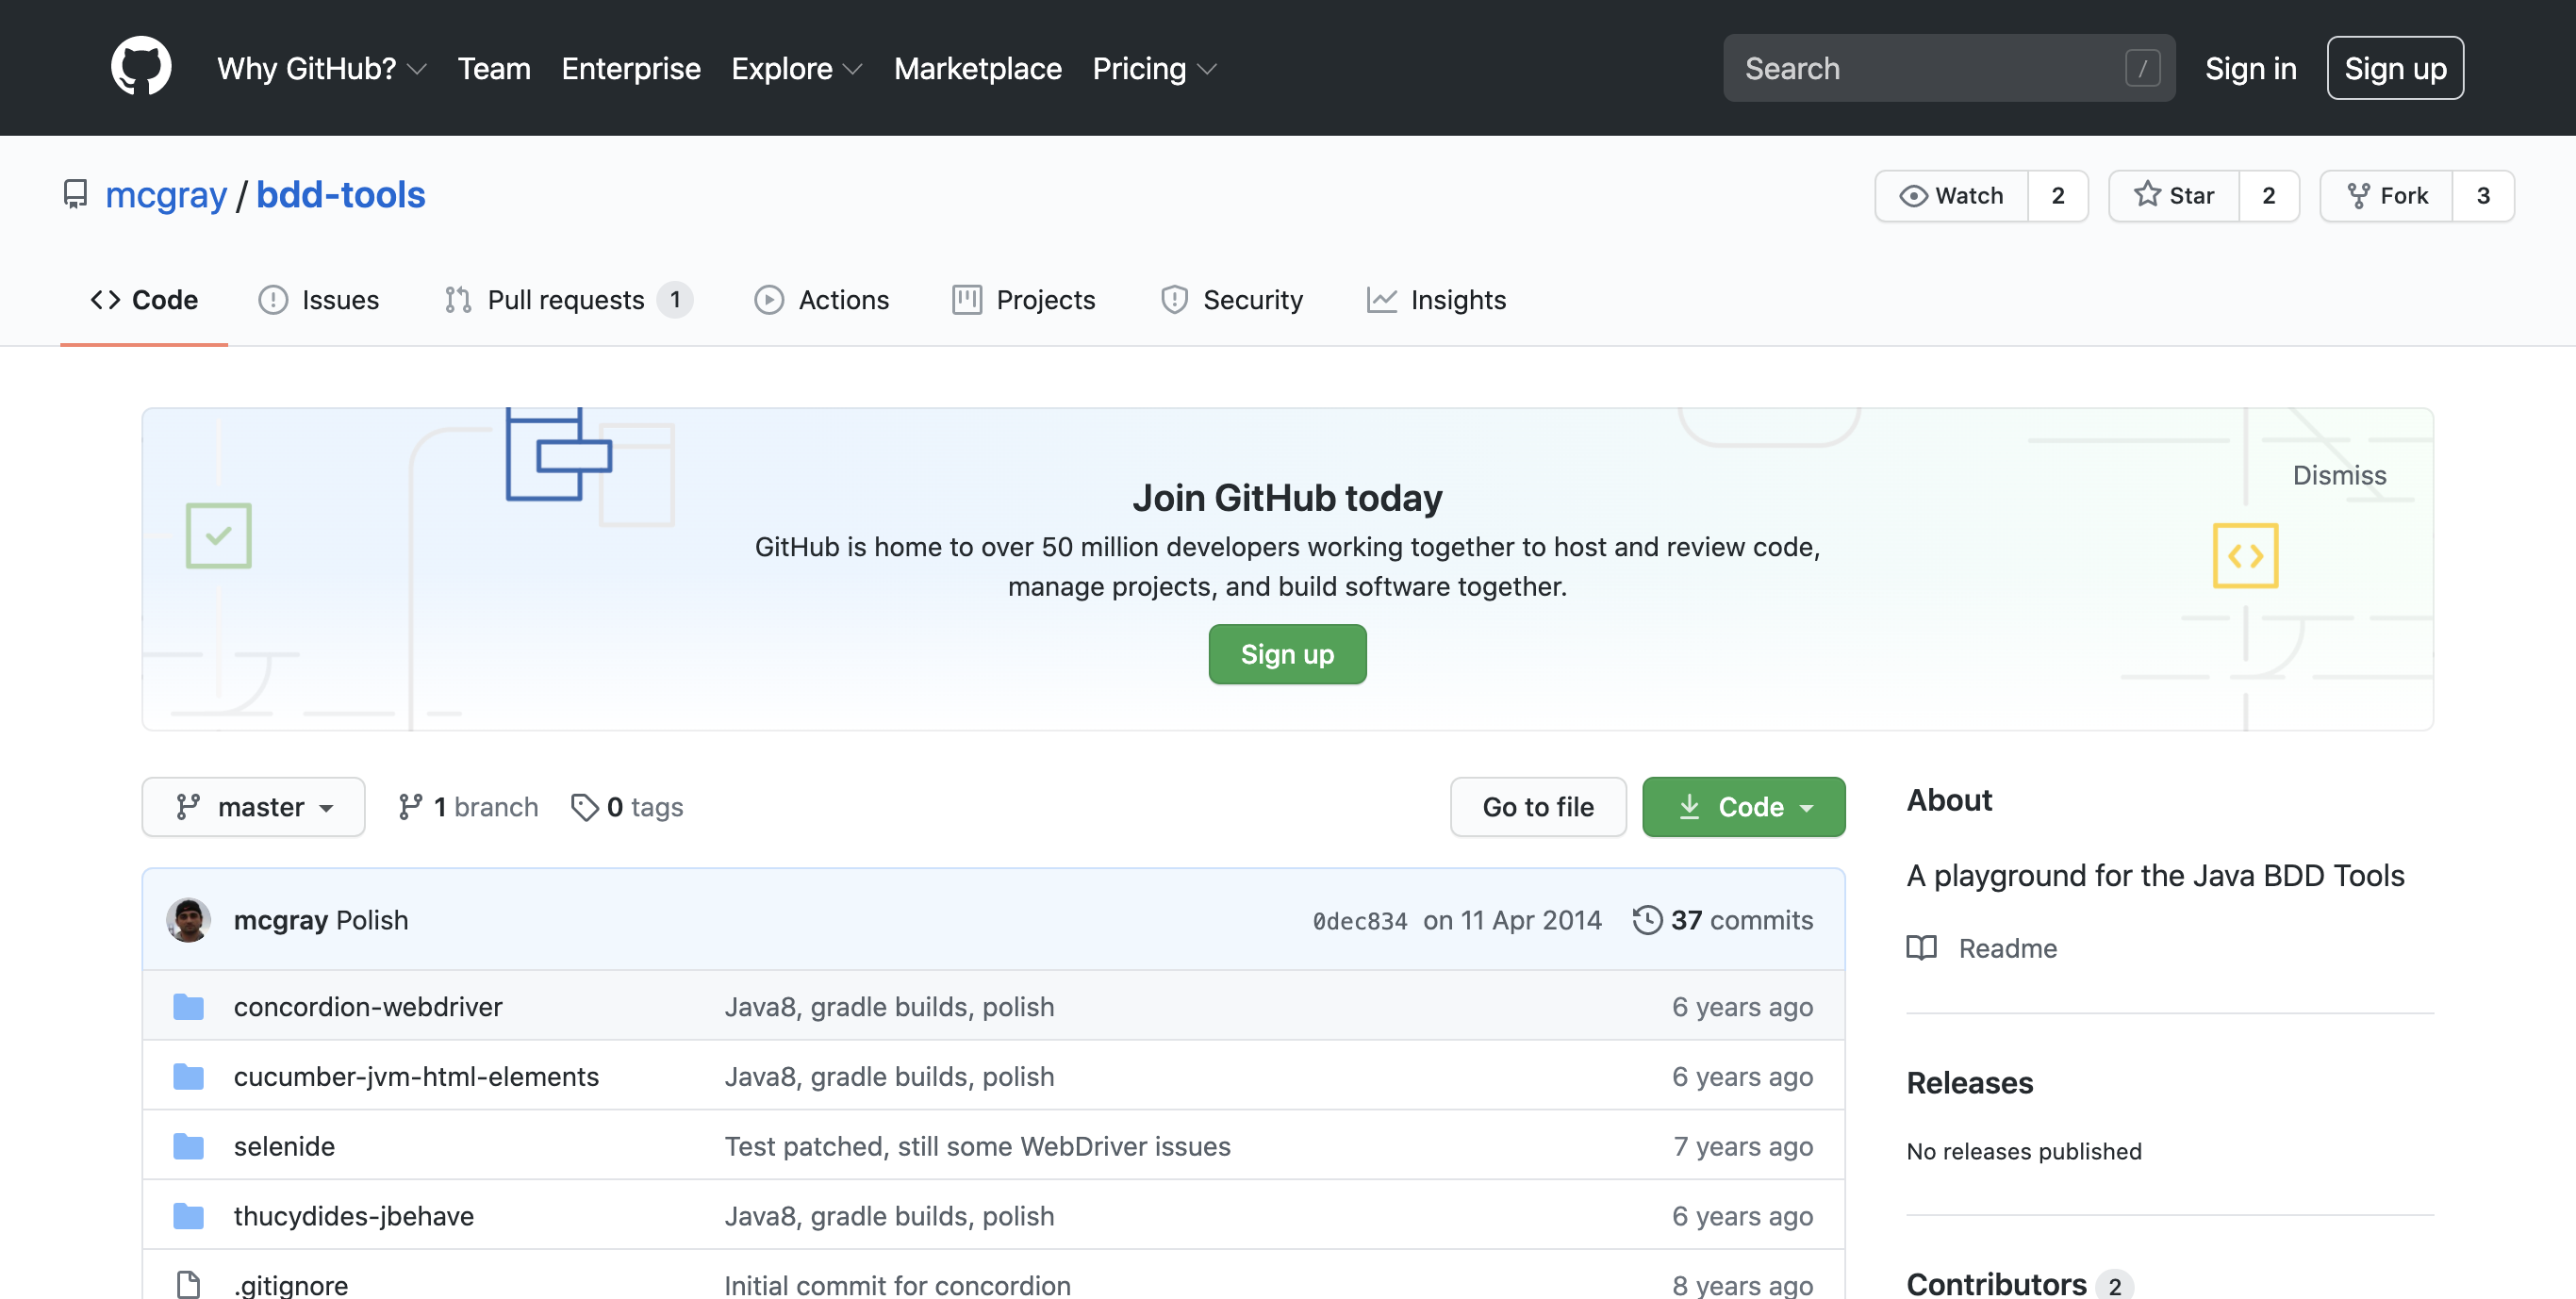 Why GitHub? Team Enterprise Explore Marketplace Pricing Search / Sign in Sign up
mcgray / bdd-tools Watch 2 Star 2 Fork 3
Code Issues Pull requests 1 Actions Projects Security Insights
Dismiss
Join GitHub today
GitHub is home to over 50 million developers working together to host and review code,
manage projects, and build software together.
Sign up
master 1 branch 0 tags Go to file Code
About
A playground for the Java BDD Tools
mcgray Polish 0dec834 on 11 Apr 2014 37 commits
Readme
concordion-webdriver Java8, gradle builds, polish 6 years ago
cucumber-jvm-html-elements Java8, gradle builds, polish 6 years ago
Releases
selenide Test patched, still some WebDriver issues 7 years ago
No releases published
thucydides-jbehave Java8, gradle builds, polish 6 years ago
.gitignore Initial commit for concordion 8 years ago
Contributors 2